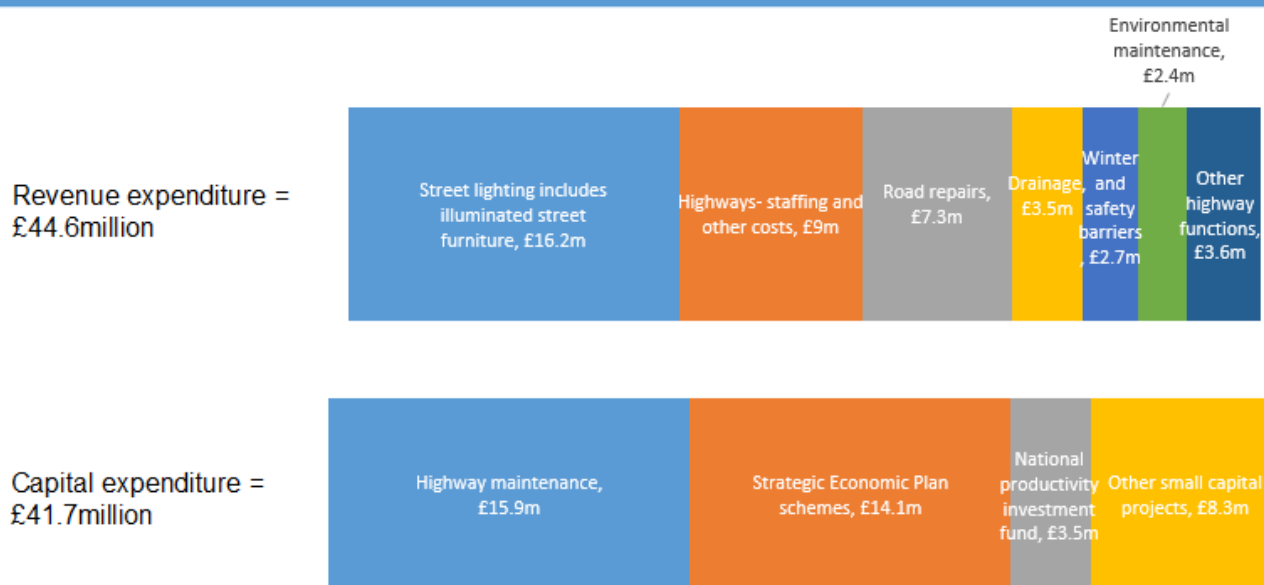 Environmental
maintenance,
£2.4m
Revenue expenditure =
£44.6million
Street lighting includes
illuminated street
furniture, £16.2m
Highways- staffing and
other costs, £9m
Road repairs,
£7.3m
Drainage,
£3.5m
Winter
and
safety
barriers
, £2.7m
Other
highway
functions,
£3.6m
Capital expenditure =
£41.7million
Highway maintenance,
£15.9m
Strategic Economic Plan
schemes, £14.1m
National
productivity
investment
fund, £3.5m
Other small capital
projects, £8.3m